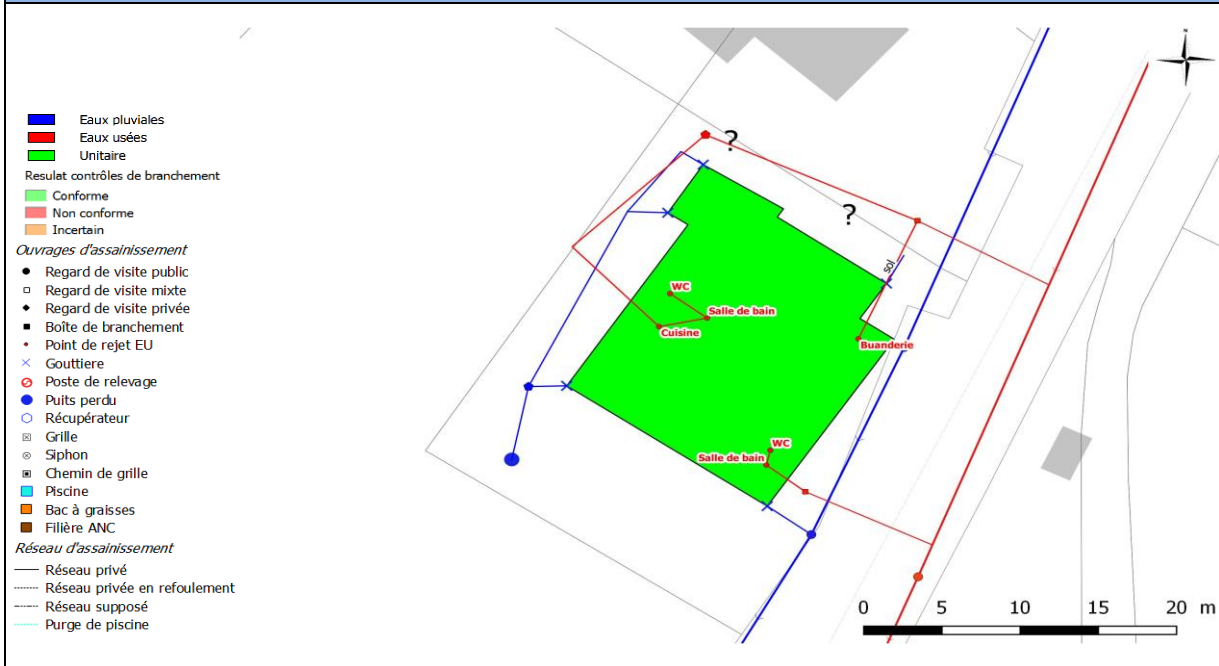 Eaux pluviales
Eaux usées
Unitaire
Resulat contrôles de branchement
Conforme
Non conforme
Incertain
Ouvrages d'assainissement
Regard de visite public
Regard de visite mixte
Regard de visite privée
Boîte de branchement
Point de rejet EU
Gouttiere
Poste de relevage
Puits perdu
Récupérateur
Grille
Siphon
Chemin de grille
Piscine
Bac à graisses
Filière ANC
Réseau d'assainissement
Réseau privé
Réseau privée en refoulement
Réseau supposé
Purge de piscine
N
?
?
sol
WC
Salle de bain
Cuisine
Buanderie
WC
Salle de bain
0 5 10 15 20 m